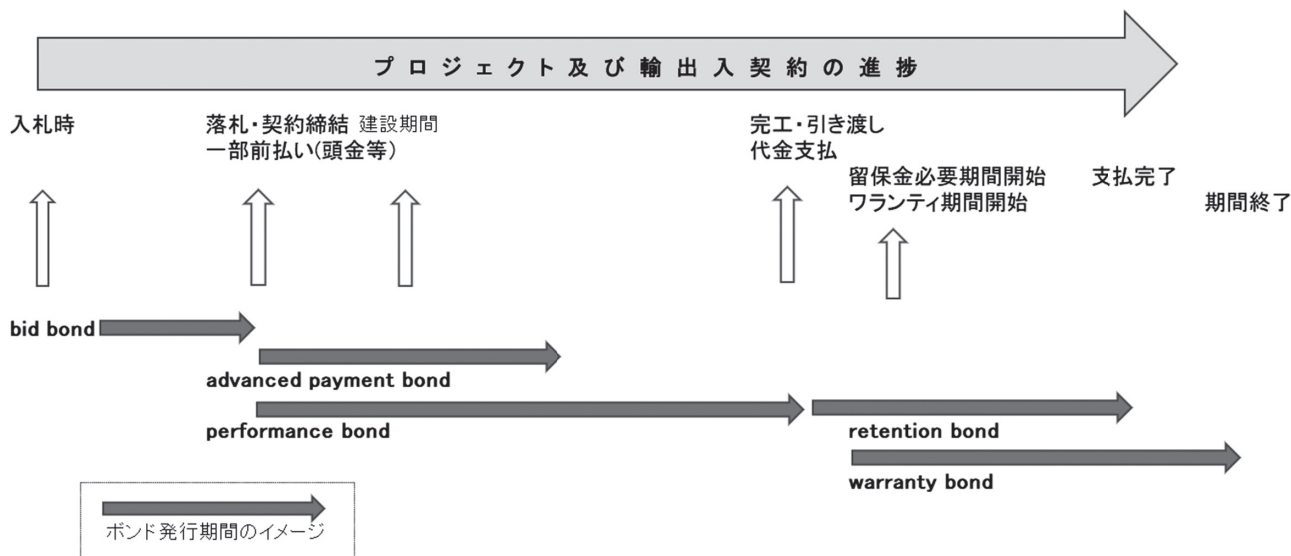 プロジェクト及び輸出入契約の進捗
入札時
落札・契約締結 建設期間
一部前払い(頭金等)
完工・引き渡し
代金支払
留保金必要期間開始
ワランティ期間開始
支払完了
期間終了
bid bond
advanced payment bond
performance bond
retention bond
warranty bond
ボンド発行期間のイメージ